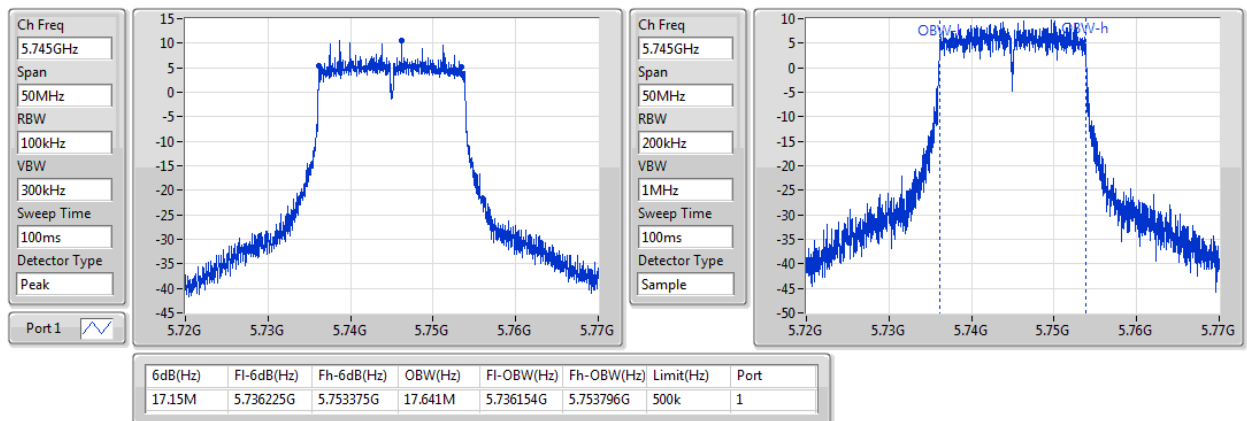 Ch Freq
5.745GHz
Span
50MHz
RBW
100kHz
VBW
300kHz
Sweep Time
100ms
Detector Type
Peak
Port 1
15
10
5
0
-5
-10
-15
-20
-25
-30
-35
-40
-45
5.72G 5.73G 5.74G 5.75G 5.76G 5.77G
Ch Freq
5.745GHz
Span
50MHz
RBW
200kHz
VBW
1MHz
Sweep Time
100ms
Detector Type
Sample
OBW-l OBW-h
10
5
0
-5
-10
-15
-20
-25
-30
-35
-40
-45
-50
5.72G 5.73G 5.74G 5.75G 5.76G 5.77G
6dB(Hz) Fl-6dB(Hz) Fh-6dB(Hz) OBW(Hz) Fl-OBW(Hz) Fh-OBW(Hz) Limit(Hz) Port
17.15M 5.736225G 5.753375G 17.641M 5.736154G 5.753796G 500k 1